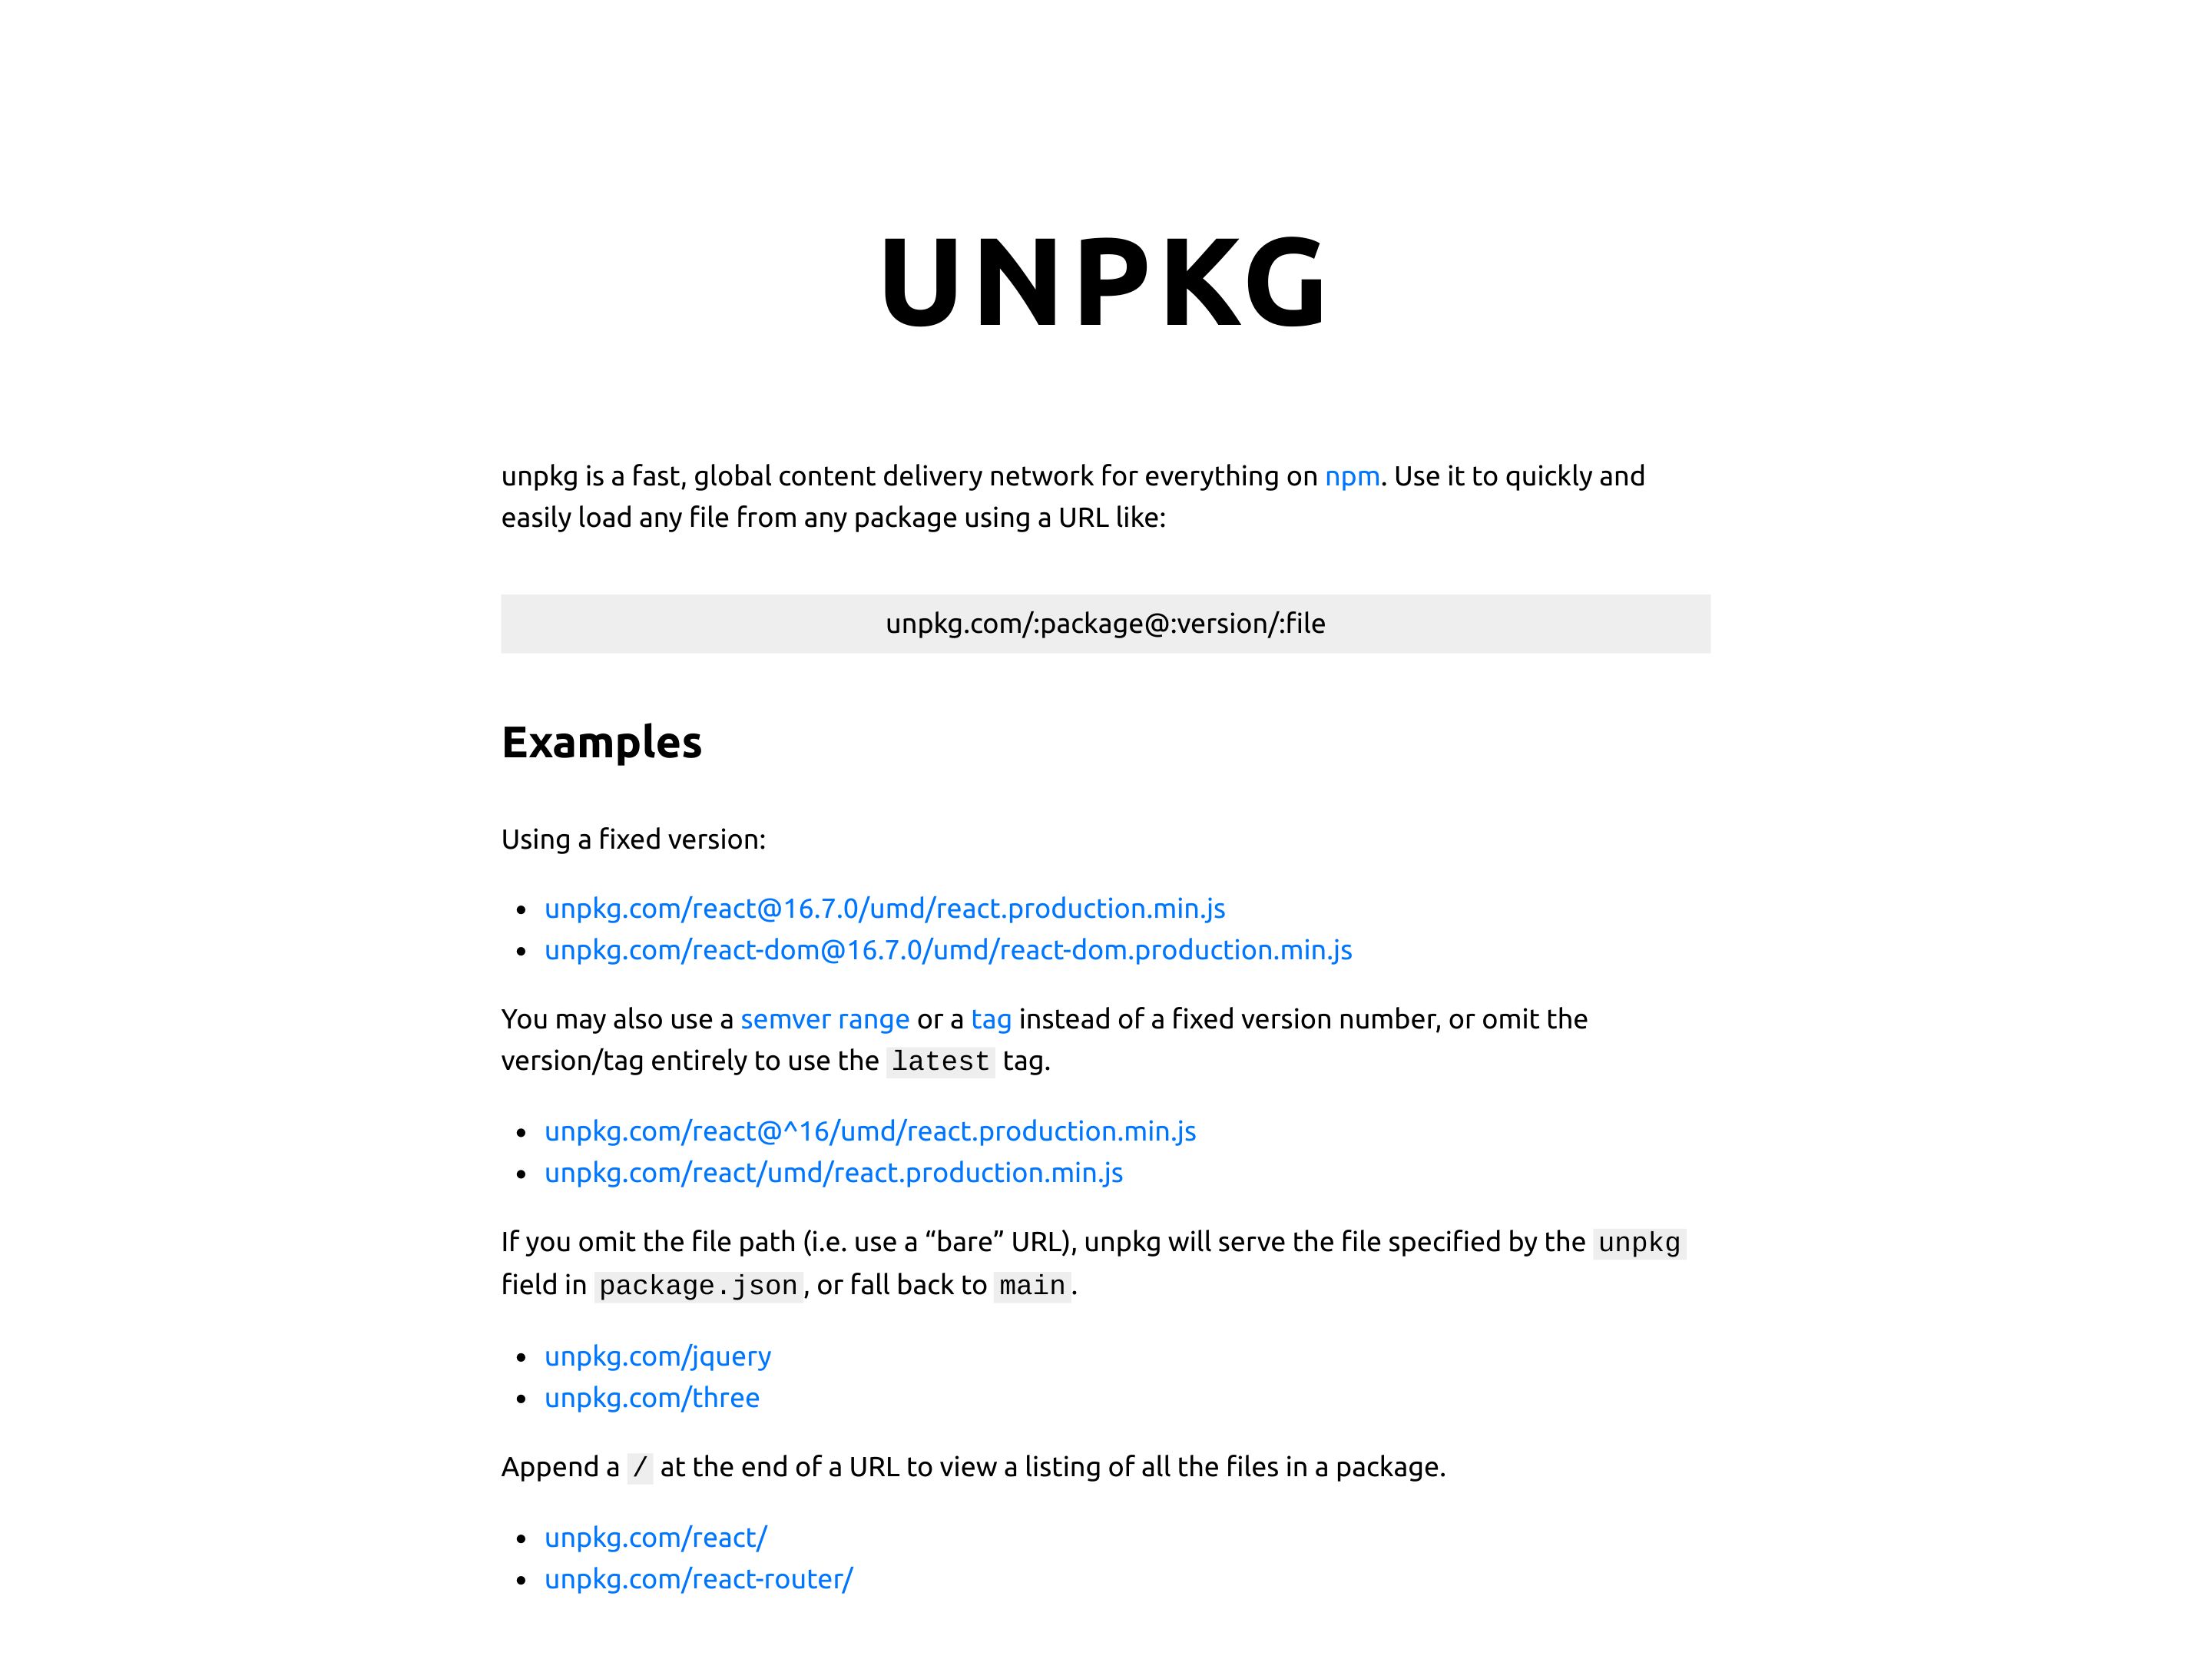 UNPKG
unpkg is a fast, global content delivery network for everything on npm. Use it to quickly and
easily load any file from any package using a URL like:
unpkg.com/:package@:version/:file
Examples
Using a fixed version:
• unpkg.com/react@16.7.0/umd/react.production.min.js
• unpkg.com/react-dom@16.7.0/umd/react-dom.production.min.js
You may also use a semver range or a tag instead of a fixed version number, or omit the
version/tag entirely to use the latest tag.
• unpkg.com/react@^16/umd/react.production.min.js
• unpkg.com/react/umd/react.production.min.js
If you omit the file path (i.e. use a “bare” URL), unpkg will serve the file specified by the unpkg
field in package.json, or fall back to main.
• unpkg.com/jquery
• unpkg.com/three
Append a / at the end of a URL to view a listing of all the files in a package.
• unpkg.com/react/
• unpkg.com/react-router/